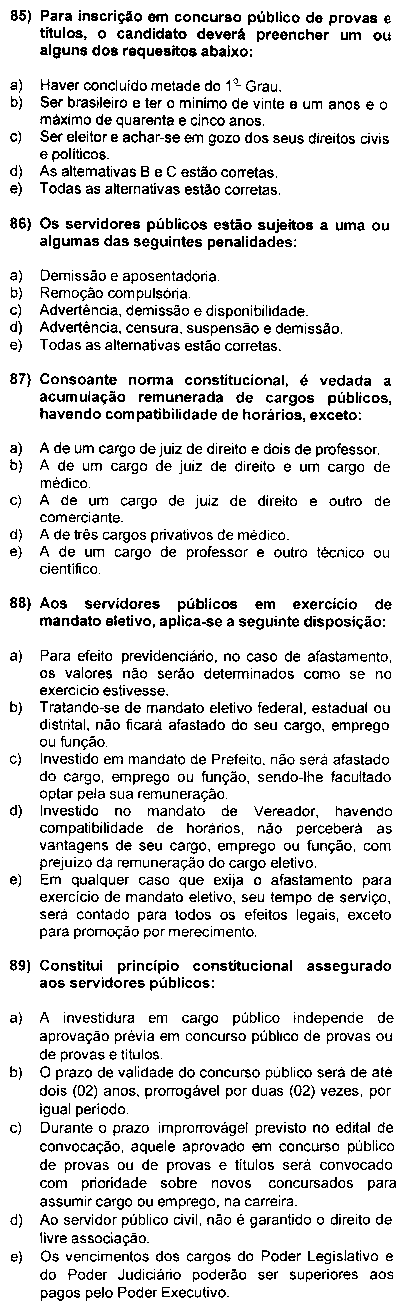 85) Para inscrição em concurso público de provas e
títulos, o candidato deverá preencher um ou
alguns dos requesitos abaixo:
a) Haver concluído metade do 1º Grau.
b) Ser brasileiro e ter o mínimo de vinte e um anos e o
máximo de quarenta e cinco anos.
c) Ser eleitor e achar-se em gozo dos seus direitos civis
e políticos.
d) As alternativas B e C estão corretas.
e) Todas as alternativas estão corretas.
86) Os servidores públicos estão sujeitos a uma ou
algumas das seguintes penalidades:
a) Demissão e aposentadoria.
b) Remoção compulsória.
c) Advertência, demissão e disponibilidade.
d) Advertência, censura, suspensão e demissão.
e) Todas as alternativas estão corretas.
87) Consoante norma constitucional, é vedada a
acumulação remunerada de cargos públicos,
havendo compatibilidade de horários, exceto:
a) A de um cargo de juiz de direito e dois de professor.
b) A de um cargo de juiz de direito e um cargo de
médico.
c) A de um cargo de juiz de direito e outro de
comerciante.
d) A de três cargos privativos de médico.
e) A de um cargo de professor e outro técnico ou
científico.
88) Aos servidores públicos em exercício de
mandato eletivo, aplica-se a seguinte disposição:
a) Para efeito previdenciário, no caso de afastamento,
os valores não serão determinados como se no
exercício estivesse.
b) Tratando-se de mandato eletivo federal, estadual ou
distrital, não ficará afastado do seu cargo, emprego
ou função.
c) Investido em mandato de Prefeito, não será afastado
do cargo, emprego ou função, sendo-lhe facultado
optar pela sua remuneração.
d) Investido no mandato de Vereador, havendo
compatibilidade de horários, não perceberá as
vantagens de seu cargo, emprego ou função, com
prejuízo da remuneração do cargo eletivo.
e) Em qualquer caso que exija o afastamento para
exercício de mandato eletivo, seu tempo de serviço,
será contado para todos os efeitos legais, exceto
para promoção por merecimento.
89) Constitui princípio constitucional assegurado
aos servidores públicos:
a) A investidura em cargo público independe de
aprovação prévia em concurso público de provas ou
de provas e títulos.
b) O prazo de validade do concurso público será de até
dois (02) anos, prorrogável por duas (02) vezes, por
igual período.
c) Durante o prazo improrrovágel previsto no edital de
convocação, aquele aprovado em concurso público
de provas ou de provas e títulos será convocado
com prioridade sobre novos concursados para
assumir cargo ou emprego, na carreira.
d) Ao servidor público civil, não é garantido o direito de
livre associação.
e) Os vencimentos dos cargos do Poder Legislativo e
do Poder Judiciário poderão ser superiores aos
pagos pelo Poder Executivo.